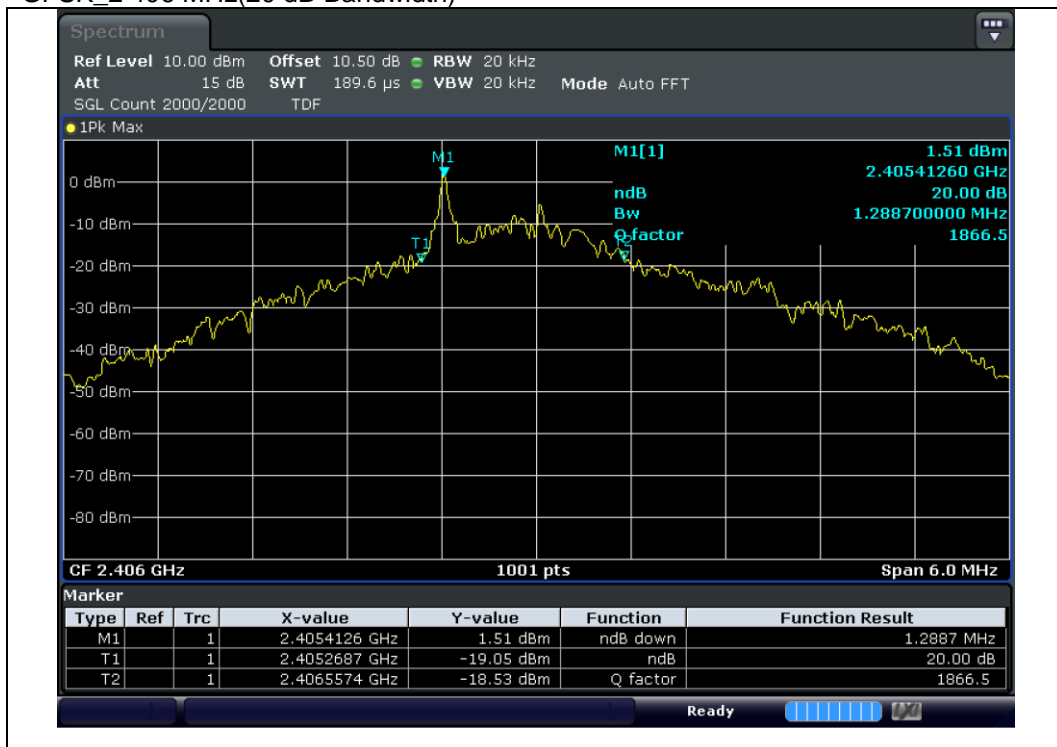 Spectrum
Ref Level 10.00 dBm Offset 10.50 dB RBW 20 kHz
Att 15 dB SWT 189.6 µs VBW 20 kHz Mode Auto FFT
SGL Count 2000/2000 TDF
1Pk Max
M1
M1[1] 1.51 dBm
2.40541260 GHz
0 dBm
ndB 20.00 dB
Bw 1.288700000 MHz
-10 dBm
T1
Q factor 1866.5
T2
-20 dBm
-30 dBm
-40 dBm
-50 dBm
-60 dBm
-70 dBm
-80 dBm
CF 2.406 GHz 1001 pts Span 6.0 MHz
Marker
Type Ref Trc X-value Y-value Function Function Result
M1 1 2.4054126 GHz 1.51 dBm ndB down 1.2887 MHz
T1 1 2.4052687 GHz -19.05 dBm ndB 20.00 dB
T2 1 2.4065574 GHz -18.53 dBm Q factor 1866.5
Ready